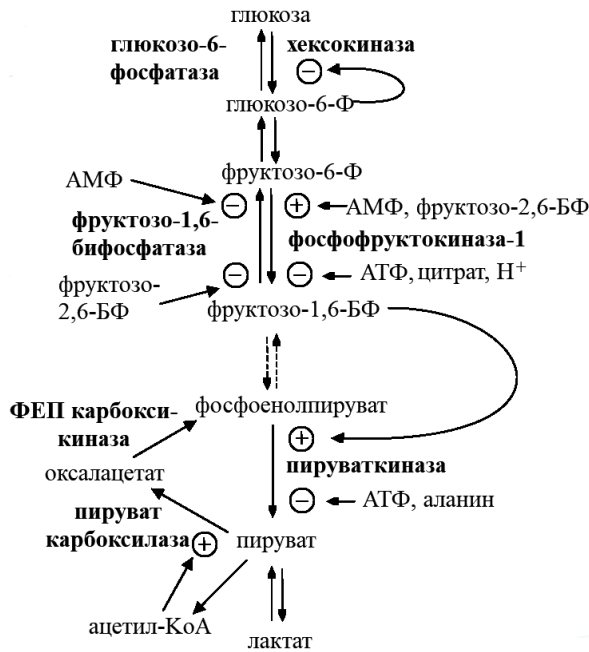 глюкоза
глюкозо-6-
фосфатаза
хексокиназа
−
глюкозо-6-Ф
фруктозо-6-Ф
АМФ
−
+
АМФ, фруктозо-2,6-БФ
фруктозо-1,6-
бифосфатаза
фосфофруктокиназа-1
−
−
АТФ, цитрат, H⁺
фруктозо-
2,6-БФ
фруктозо-1,6-БФ
фосфоенолпируват
ФЕП карбокси-
киназа
+
пируваткиназа
оксалацетат
−
АТФ, аланин
пируват
карбоксилаза
+
пируват
ацетил-КоА
лактат